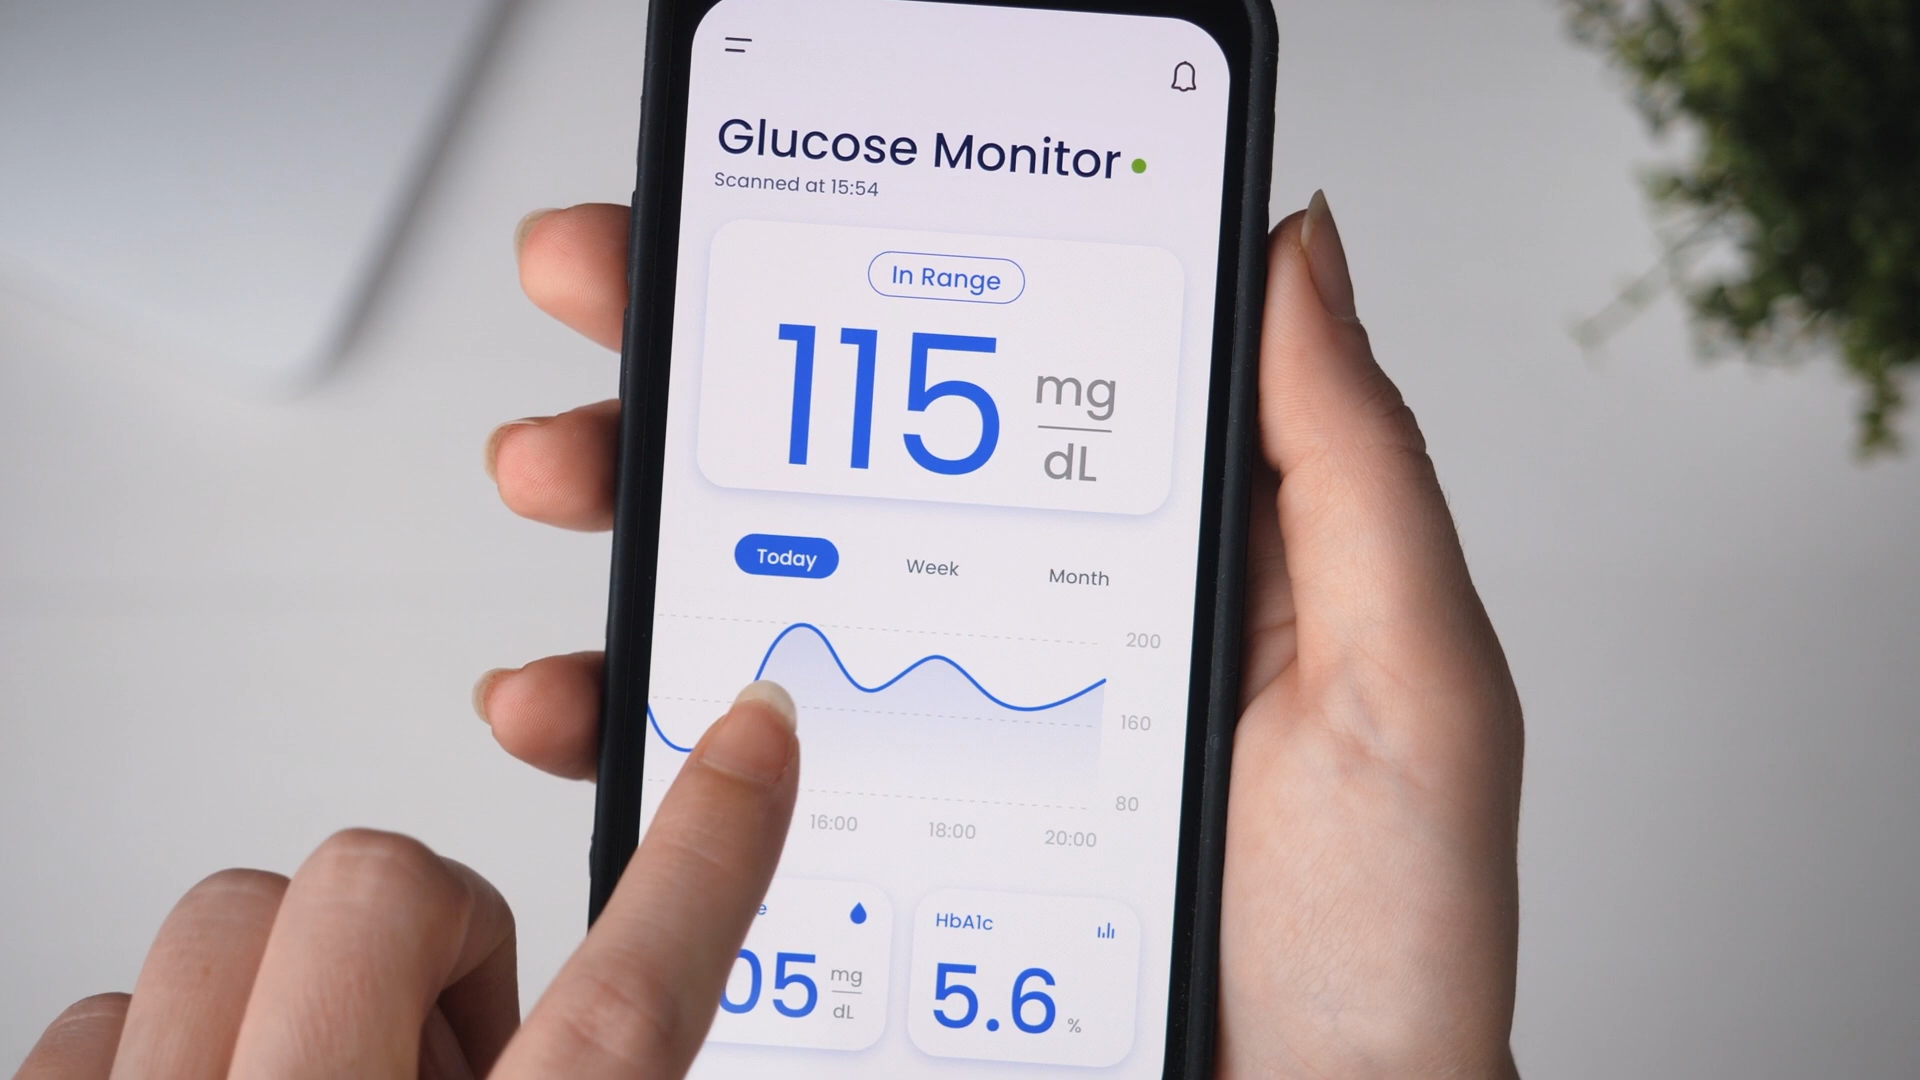 Glucose Monitor
Scanned at 15:54
In Range
115 mg
dL
Today Week Month
200
160
80
16:00 18:00 20:00
HbA1c
05 mg
dL
5.6 %